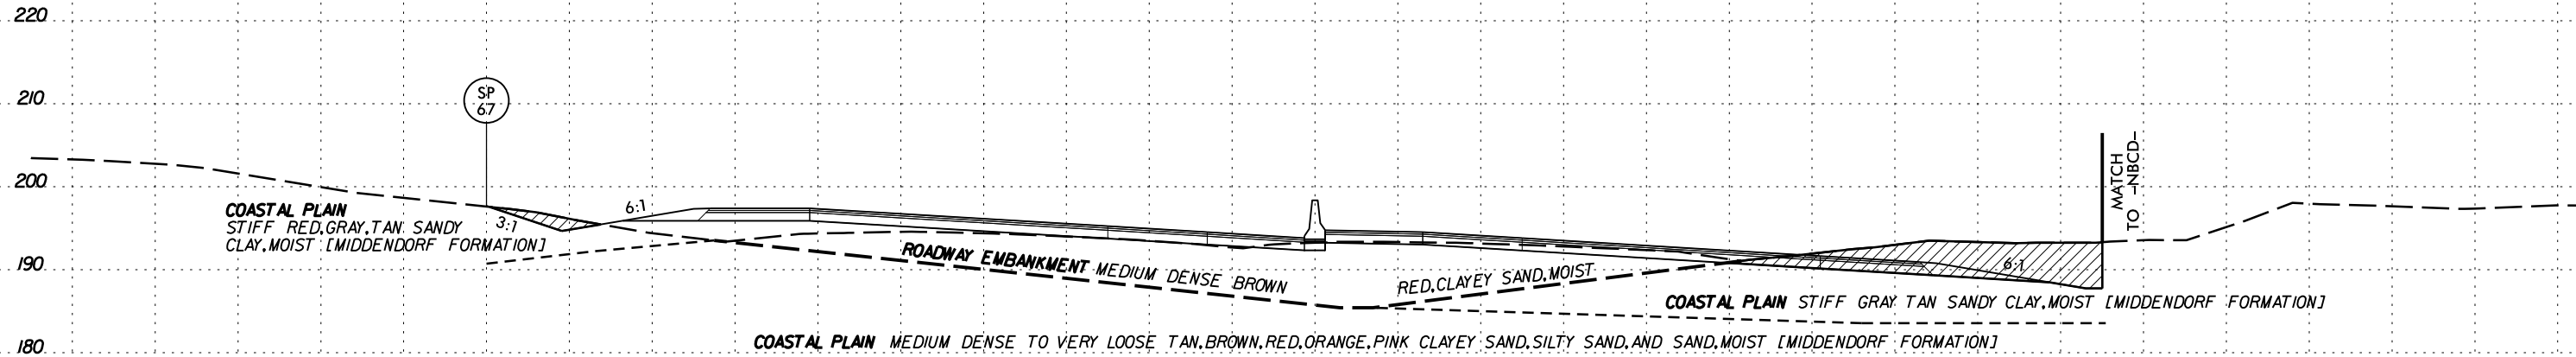 220
210
SP
67
200
MATCH
TO -NBCD-
COASTAL PLAIN
STIFF RED,GRAY,TAN SANDY
CLAY,MOIST [MIDDENDORF FORMATION]
3:1
6:1
190
ROADWAY EMBANKMENT MEDIUM DENSE BROWN
RED,CLAYEY SAND,MOIST
6:1
COASTAL PLAIN STIFF GRAY TAN SANDY CLAY,MOIST [MIDDENDORF FORMATION]
180
COASTAL PLAIN MEDIUM DENSE TO VERY LOOSE TAN,BROWN,RED,ORANGE,PINK CLAYEY SAND,SILTY SAND,AND SAND,MOIST [MIDDENDORF FORMATION]